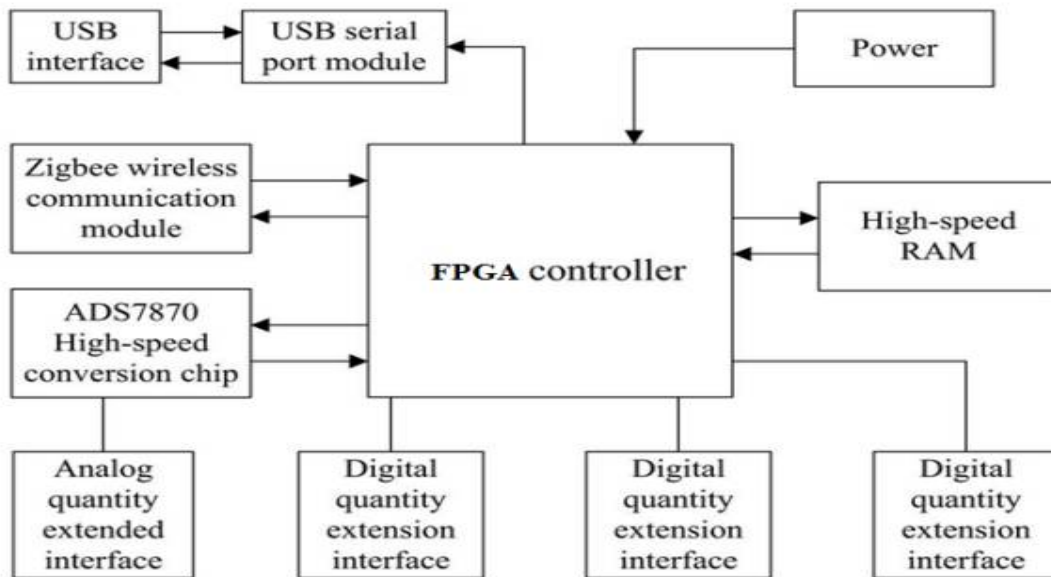 USB
interface
USB serial
port module
Power
Zigbee wireless
communication
module
FPGA controller
High-speed
RAM
ADS7870
High-speed
conversion chip
Analog
quantity
extended
interface
Digital
quantity
extension
interface
Digital
quantity
extension
interface
Digital
quantity
extension
interface